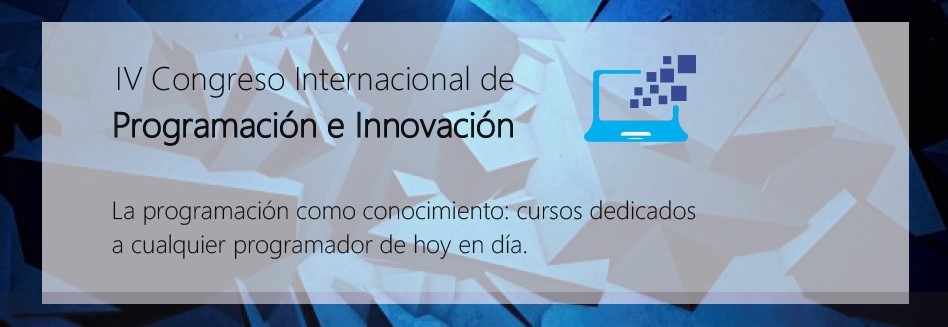 IV Congreso Internacional de
Programación e Innovación
La programación como conocimiento: cursos dedicados
a cualquier programador de hoy en día.